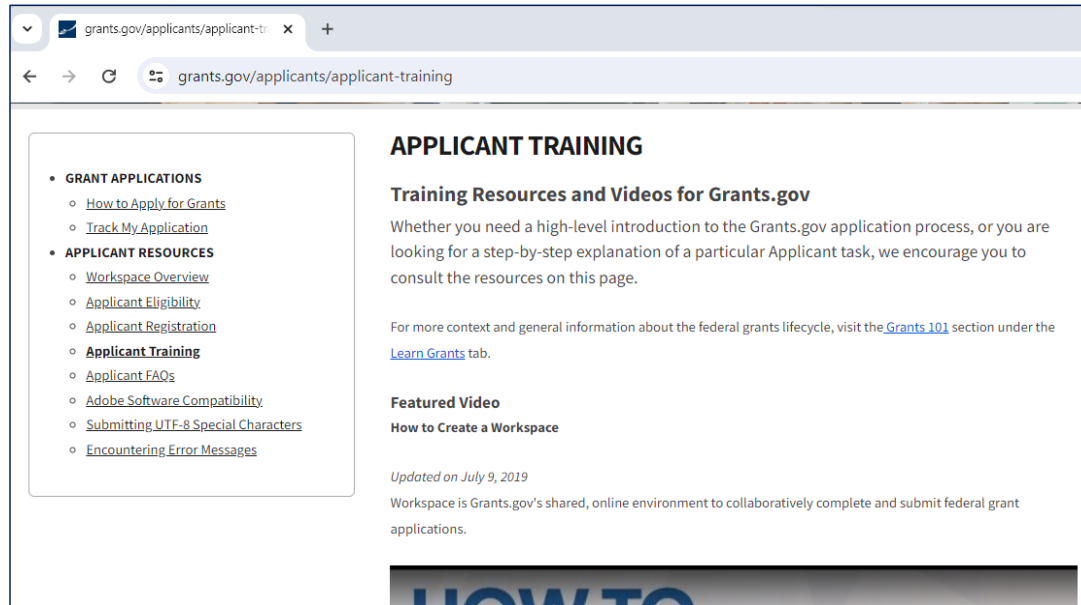 grants.gov/applicants/applicant-tr
grants.gov/applicants/applicant-training
GRANT APPLICATIONS
How to Apply for Grants
Track My Application
APPLICANT RESOURCES
Workspace Overview
Applicant Eligibility
Applicant Registration
Applicant Training
Applicant FAQs
Adobe Software Compatibility
Submitting UTF-8 Special Characters
Encountering Error Messages
APPLICANT TRAINING
Training Resources and Videos for Grants.gov
Whether you need a high-level introduction to the Grants.gov application process, or you are
looking for a step-by-step explanation of a particular Applicant task, we encourage you to
consult the resources on this page.
For more context and general information about the federal grants lifecycle, visit the Grants 101 section under the
Learn Grants tab.
Featured Video
How to Create a Workspace
Updated on July 9, 2019
Workspace is Grants.gov's shared, online environment to collaboratively complete and submit federal grant
applications.
HOW TO